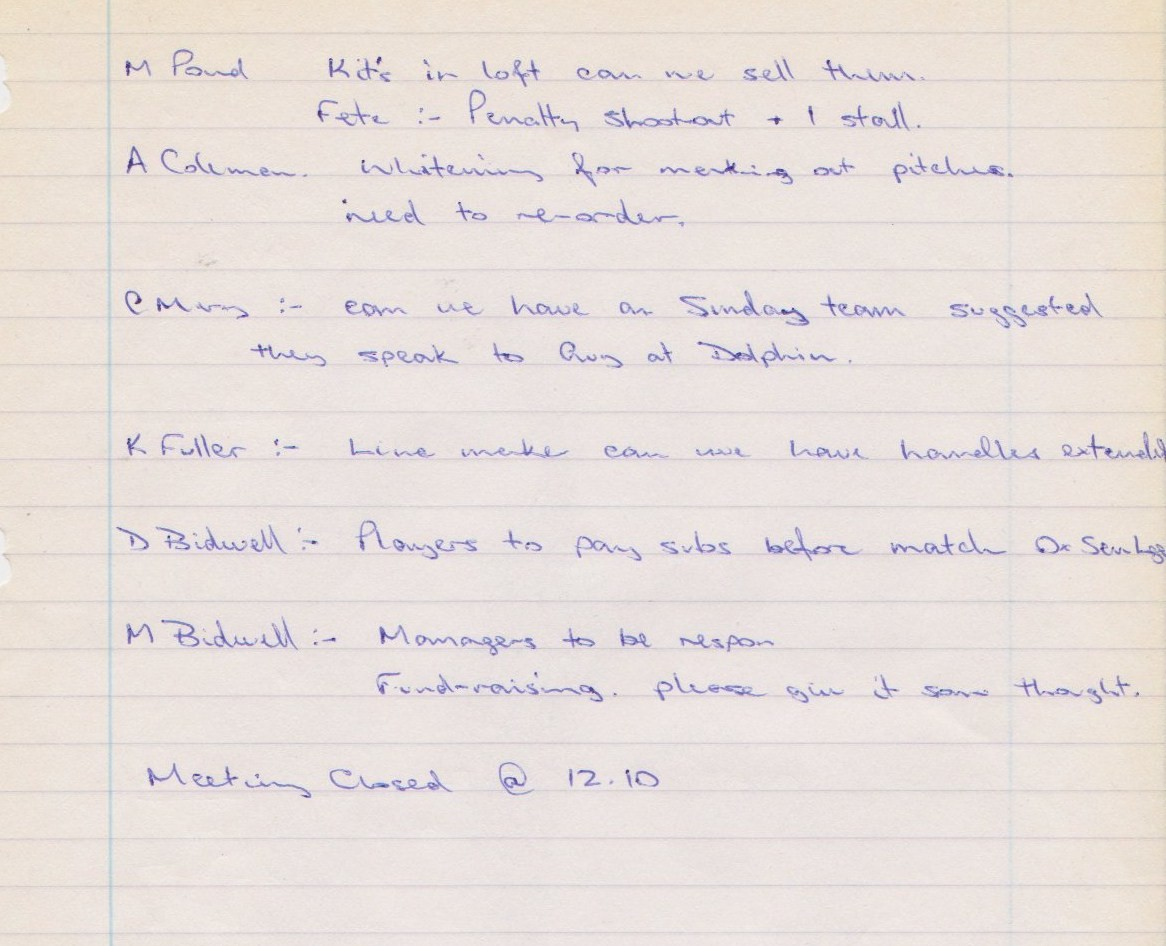 M Pond Kit's in loft can we sell them.
Fete :- Penalty shootout + 1 stall.
A Coleman. Whitening for marking out pitches.
need to re-order.
C :- can we have an Sunday team suggested
they speak to Guy at Dolphin.
K Fuller :- Line make can we have handles extended
D Bidwell :- Players to pay subs before match Or
M Bidwell :- Managers to be respon
Fund-raising. please give it some thought.
Meeting Closed @ 12.10